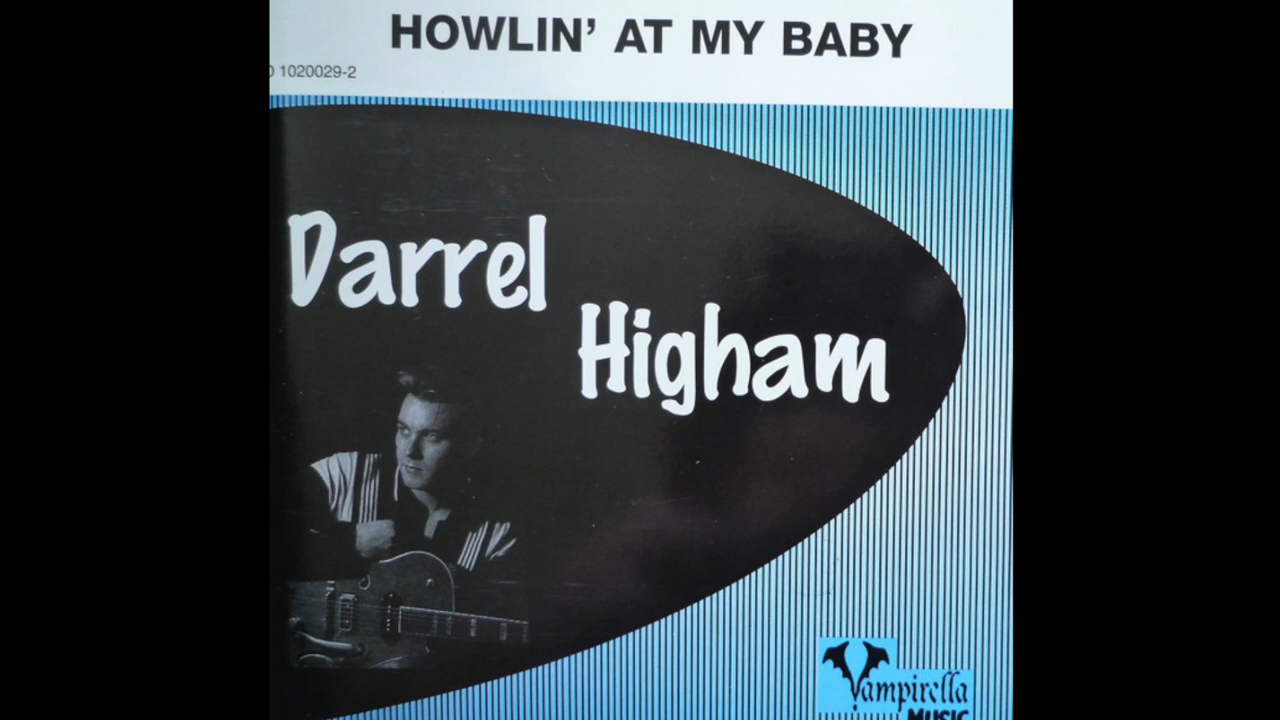 HOWLIN’ AT MY BABY
1020029-2
Darrel
Higham
Vampirella
MUSIC